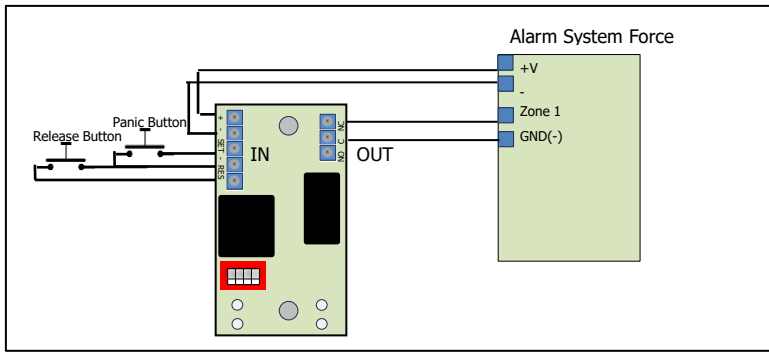 Alarm System Force
+V
-
Zone 1
GND(-)
Panic Button
Release Button
+
-
SET
-
RES
IN
NC
C
NO
OUT